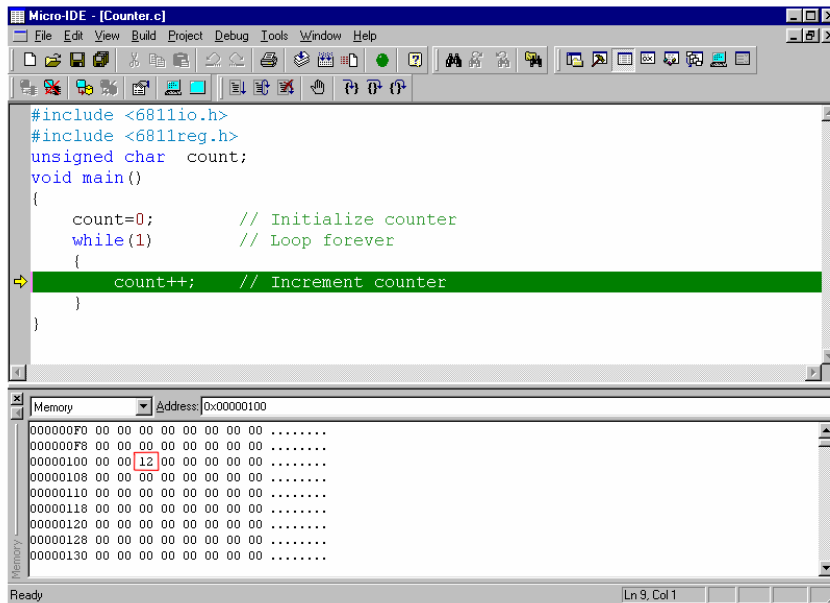 Micro-IDE - [Counter.c]
File Edit View Build Project Debug Tools Window Help
#include <6811io.h>
#include <6811reg.h>
unsigned char  count;
void main()
{
    count=0;        // Initialize counter
    while(1)        // Loop forever
    {
        count++;    // Increment counter
    }
}
Memory Address: 0x00000100
000000F0 00 00 00 00 00 00 00 00 ........
000000F8 00 00 00 00 00 00 00 00 ........
00000100 00 00 12 00 00 00 00 00 ........
00000108 00 00 00 00 00 00 00 00 ........
00000110 00 00 00 00 00 00 00 00 ........
00000118 00 00 00 00 00 00 00 00 ........
00000120 00 00 00 00 00 00 00 00 ........
00000128 00 00 00 00 00 00 00 00 ........
00000130 00 00 00 00 00 00 00 00 ........
Memory
Ready Ln 9, Col 1